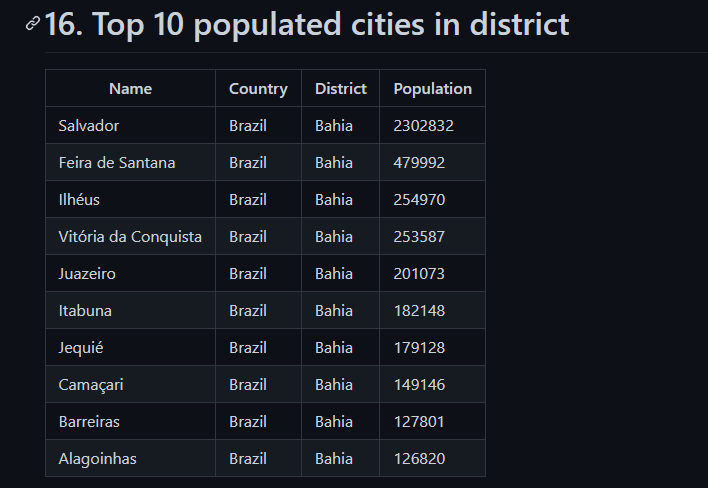 16. Top 10 populated cities in district
Name Country District Population
Salvador Brazil Bahia 2302832
Feira de Santana Brazil Bahia 479992
Ilhéus Brazil Bahia 254970
Vitória da Conquista Brazil Bahia 253587
Juazeiro Brazil Bahia 201073
Itabuna Brazil Bahia 182148
Jequié Brazil Bahia 179128
Camaçari Brazil Bahia 149146
Barreiras Brazil Bahia 127801
Alagoinhas Brazil Bahia 126820